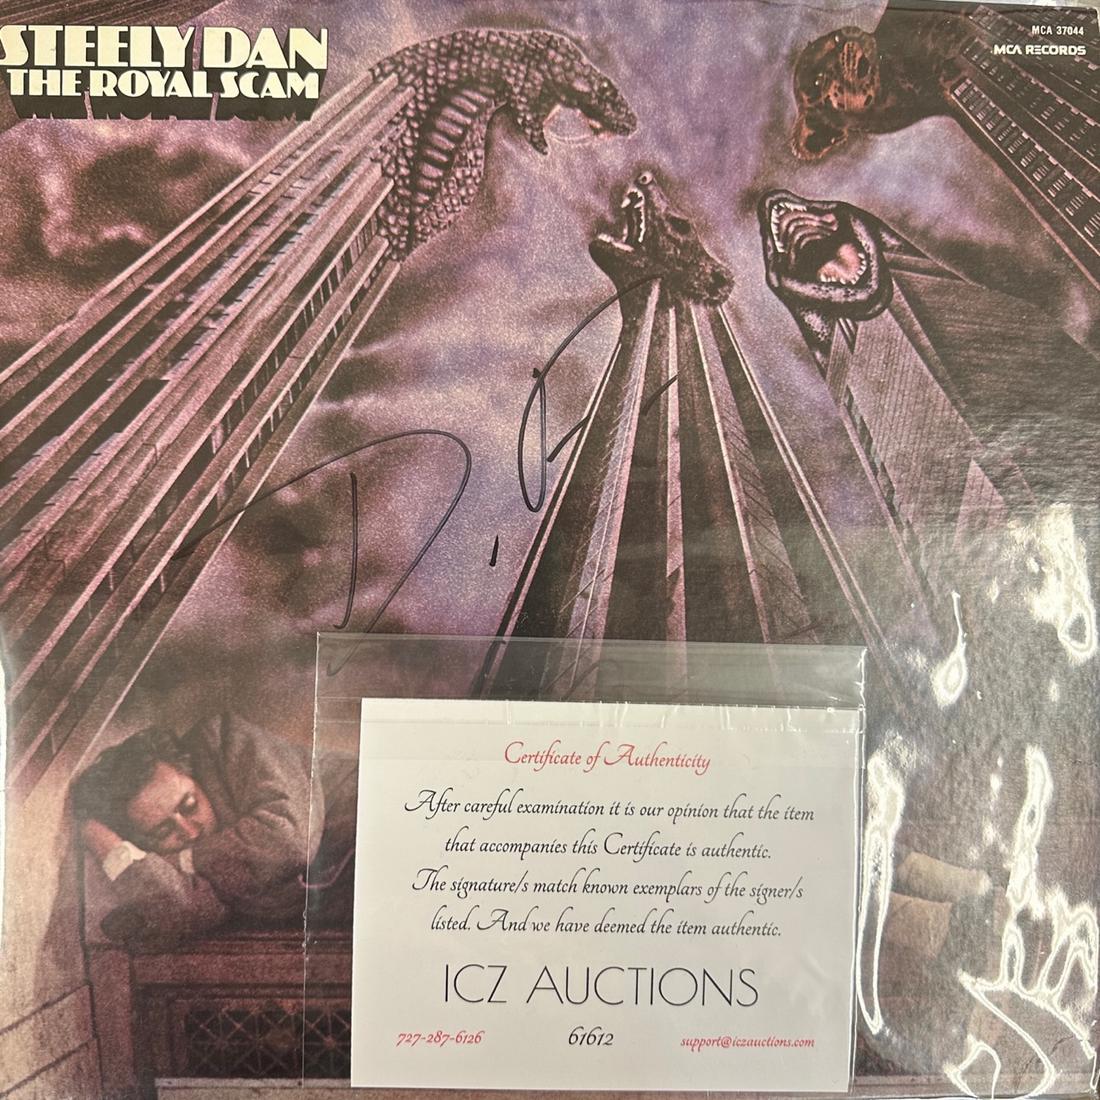 STEELY DAN
THE ROYAL SCAM
MCA 37044
MCA RECORDS
D. F
Certificate of Authenticity
After careful examination it is our opinion that the item
that accompanies this Certificate is authentic.
The signature/s match known exemplars of the signer/s
listed. And we have deemed the item authentic.
ICZ AUCTIONS
727-287-6126 61612 support@iczauctions.com